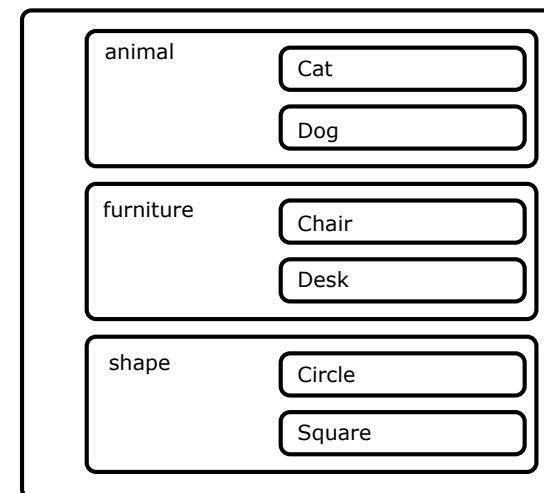 animal
Cat
Dog
furniture
Chair
Desk
shape
Circle
Square